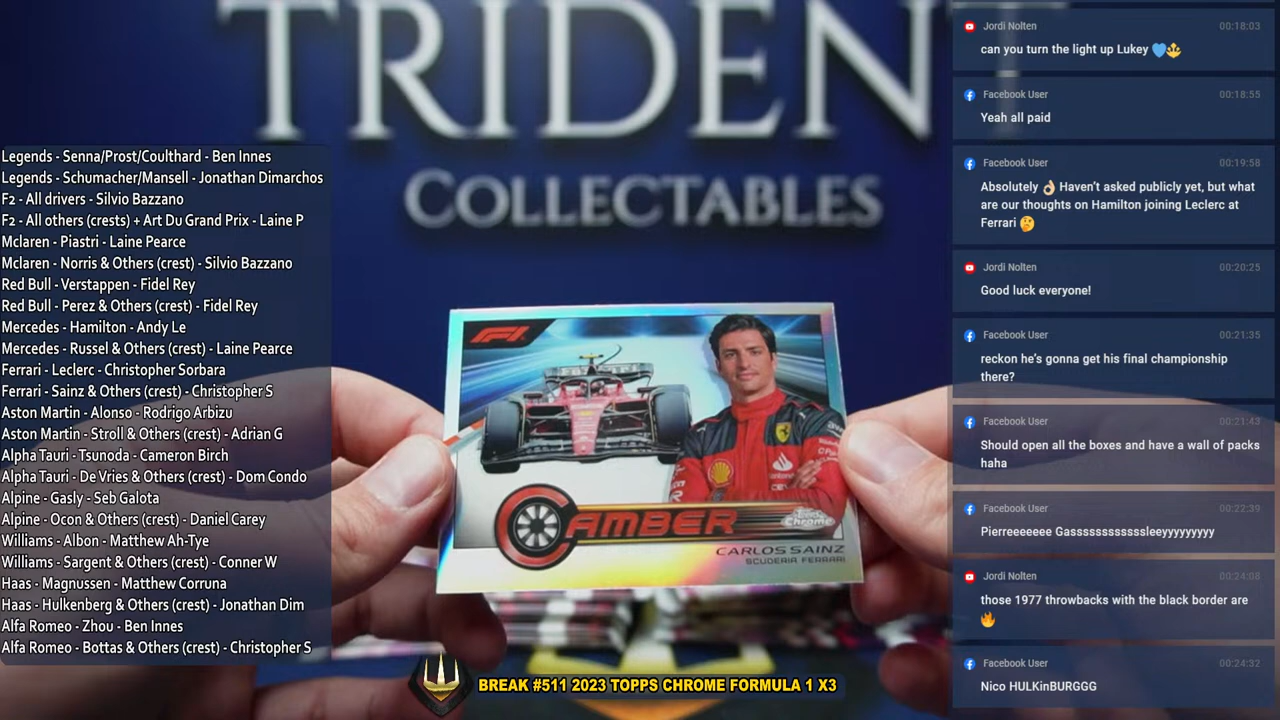 TRIDEN
COLLECTABLES
Legends - Senna/Prost/Coulthard - Ben Innes
Legends - Schumacher/Mansell - Jonathan Dimarchos
F2 - All drivers - Silvio Bazzano
F2 - All others (crests) + Art Du Grand Prix - Laine P
Mclaren - Piastri - Laine Pearce
Mclaren - Norris & Others (crest) - Silvio Bazzano
Red Bull - Verstappen - Fidel Rey
Red Bull - Perez & Others (crest) - Fidel Rey
Mercedes - Hamilton - Andy Le
Mercedes - Russel & Others (crest) - Laine Pearce
Ferrari - Leclerc - Christopher Sorbara
Ferrari - Sainz & Others (crest) - Christopher S
Aston Martin - Alonso - Rodrigo Arbizu
Aston Martin - Stroll & Others (crest) - Adrian G
Alpha Tauri - Tsunoda - Cameron Birch
Alpha Tauri - De Vries & Others (crest) - Dom Condo
Alpine - Gasly - Seb Galota
Alpine - Ocon & Others (crest) - Daniel Carey
Williams - Albon - Matthew Ah-Tye
Williams - Sargent & Others (crest) - Conner W
Haas - Magnussen - Matthew Corruna
Haas - Hulkenberg & Others (crest) - Jonathan Dim
Alfa Romeo - Zhou - Ben Innes
Alfa Romeo - Bottas & Others (crest) - Christopher S
F1
CAMBER
Topps
Chrome
CARLOS SAINZ
SCUDERIA FERRARI
BREAK #511 2023 TOPPS CHROME FORMULA 1 X3
Jordi Nolten 00:18:03
can you turn the light up Lukey 💙🔱
Facebook User 00:18:55
Yeah all paid
Facebook User 00:19:58
Absolutely 👌🏻 Haven't asked publicly yet, but what
are our thoughts on Hamilton joining Leclerc at
Ferrari 🤔
Jordi Nolten 00:20:25
Good luck everyone!
Facebook User 00:21:35
reckon he's gonna get his final championship
there?
Facebook User 00:21:43
Should open all the boxes and have a wall of packs
haha
Facebook User 00:22:39
Pierreeeeee Gassssssssssssleeyyyyyyyyy
Jordi Nolten 00:24:08
those 1977 throwbacks with the black border are
🔥
Facebook User 00:24:32
Nico HULKinBURGGG